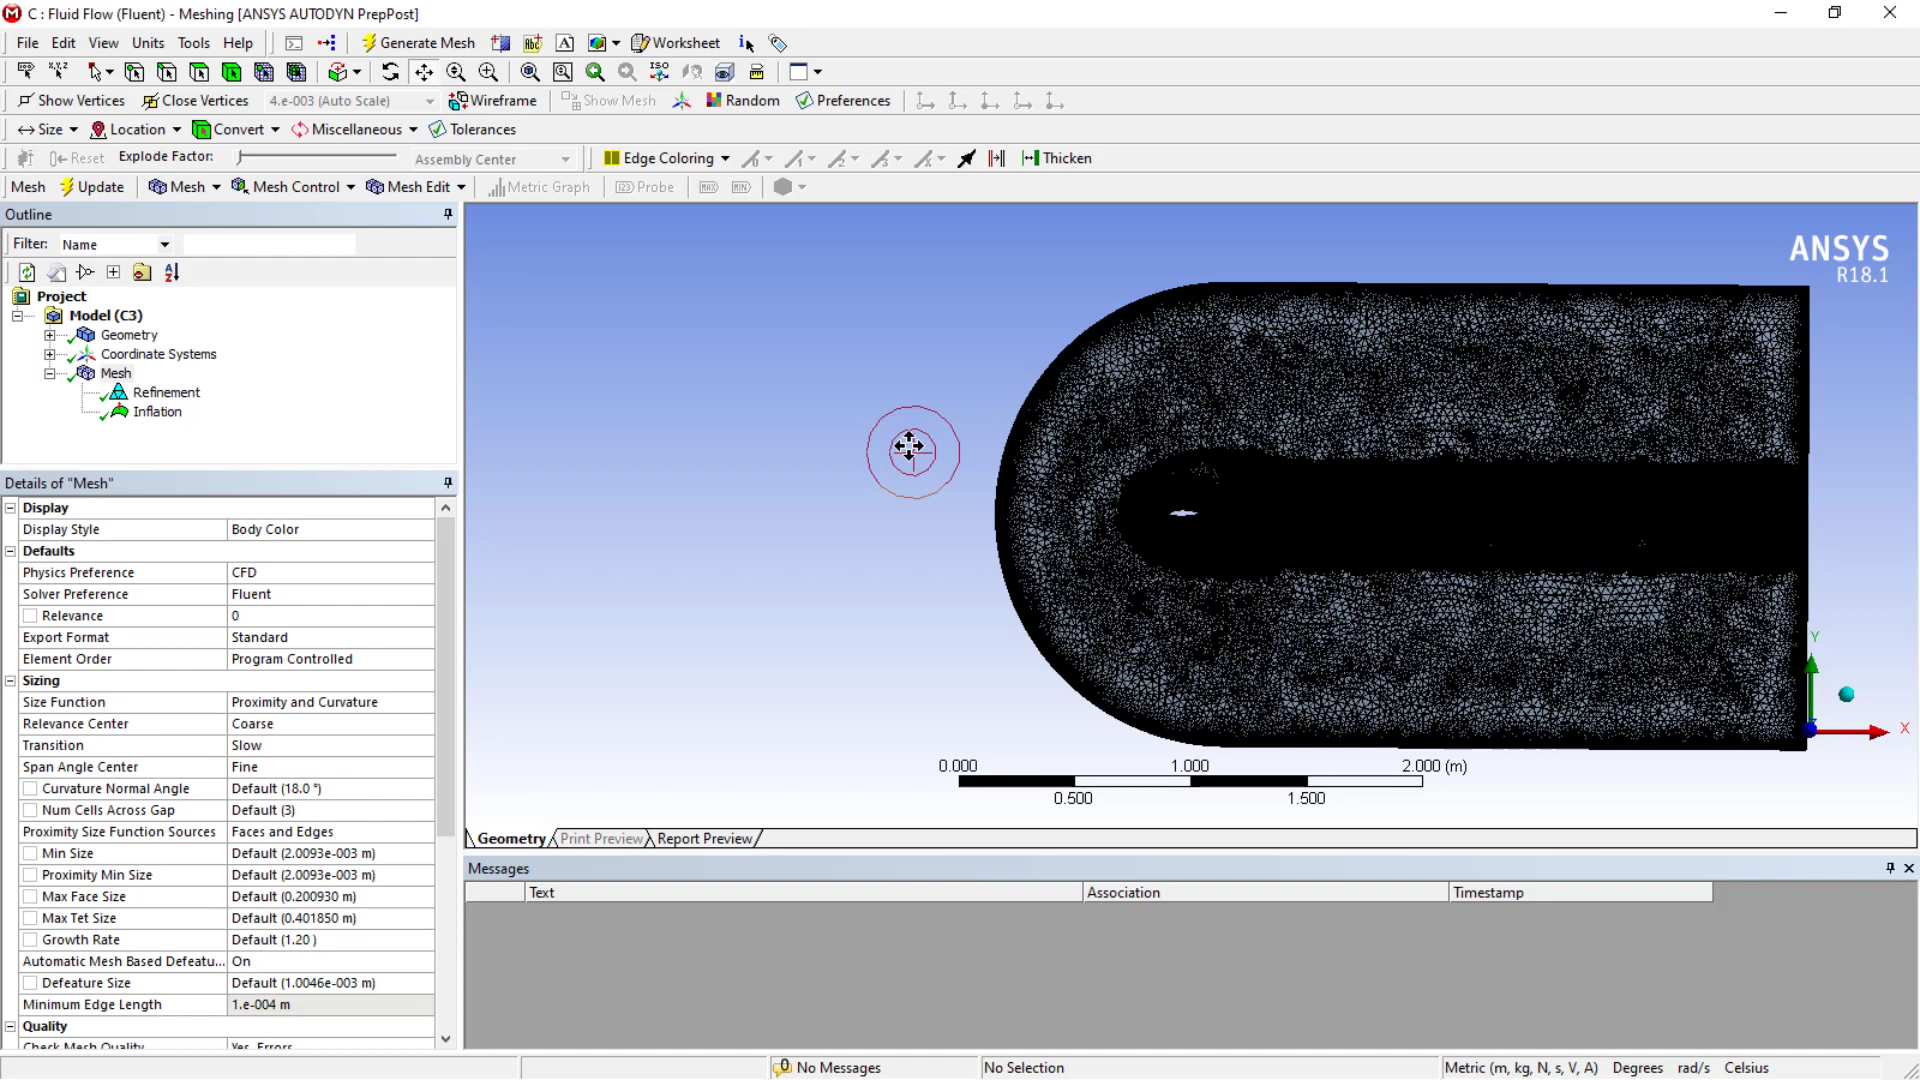 C : Fluid Flow (Fluent) - Meshing [ANSYS AUTODYN PrepPost]
File Edit View Units Tools Help Generate Mesh Worksheet
ISO
Show Vertices Close Vertices 4.e-003 (Auto Scale) Wireframe Show Mesh Random Preferences
Size Location Convert Miscellaneous Tolerances
Reset Explode Factor: Assembly Center Edge Coloring Thicken
Mesh Update Mesh Mesh Control Mesh Edit Metric Graph Probe MAX MIN
Outline
Filter: Name
Project
Model (C3)
Geometry
Coordinate Systems
Mesh
Refinement
Inflation
Details of "Mesh"
Display
Display Style Body Color
Defaults
Physics Preference CFD
Solver Preference Fluent
Relevance 0
Export Format Standard
Element Order Program Controlled
Sizing
Size Function Proximity and Curvature
Relevance Center Coarse
Transition Slow
Span Angle Center Fine
Curvature Normal Angle Default (18.0 °)
Num Cells Across Gap Default (3)
Proximity Size Function Sources Faces and Edges
Min Size Default (2.0093e-003 m)
Proximity Min Size Default (2.0093e-003 m)
Max Face Size Default (0.200930 m)
Max Tet Size Default (0.401850 m)
Growth Rate Default (1.20 )
Automatic Mesh Based Defeatu... On
Defeature Size Default (1.0046e-003 m)
Minimum Edge Length 1.e-004 m
Quality
Check Mesh Quality Yes, Errors
ANSYS
R18.1
Y
X
0.000 1.000 2.000 (m)
0.500 1.500
Geometry Print Preview Report Preview
Messages
Text Association Timestamp
No Messages No Selection Metric (m, kg, N, s, V, A) Degrees rad/s Celsius